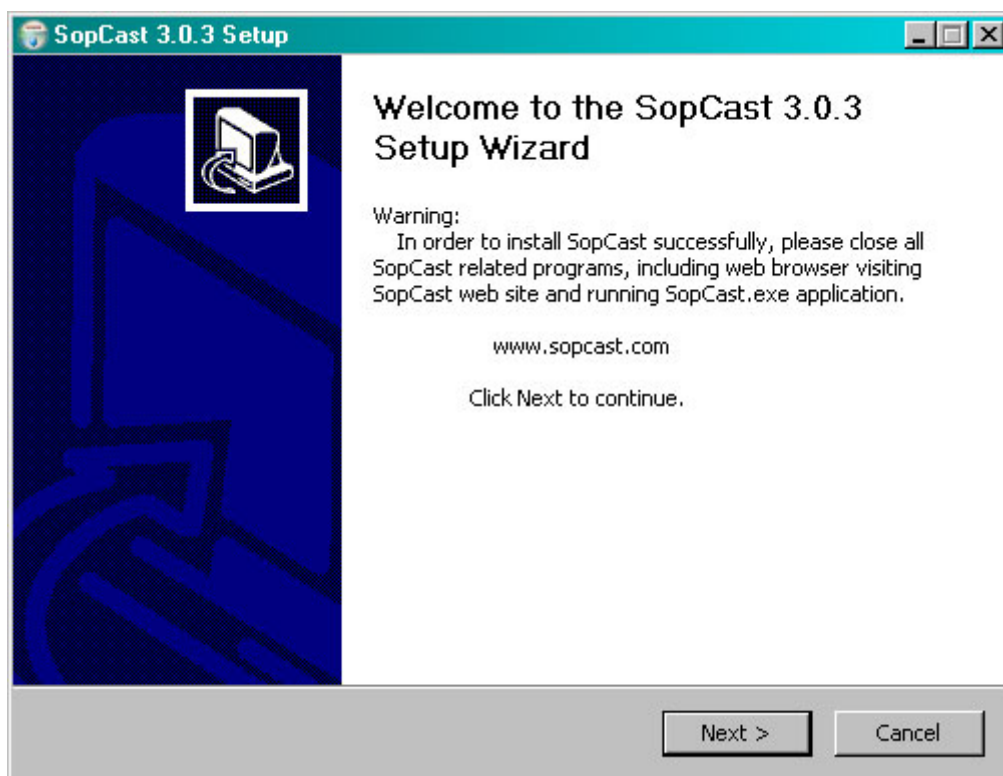 SopCast 3.0.3 Setup
Welcome to the SopCast 3.0.3
Setup Wizard
Warning:
In order to install SopCast successfully, please close all
SopCast related programs, including web browser visiting
SopCast web site and running SopCast.exe application.
www.sopcast.com
Click Next to continue.
Next >
Cancel